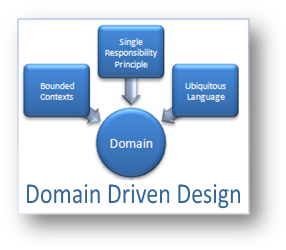 Single
Responsibility
Principle
Bounded
Contexts
Ubiquitous
Language
Domain
Domain Driven Design